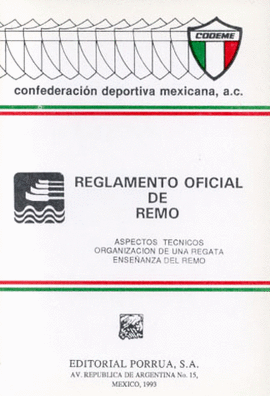 CODEME
confederación deportiva mexicana, a.c.
REGLAMENTO OFICIAL
DE
REMO
ASPECTOS TECNICOS
ORGANIZACION DE UNA REGATA
ENSEÑANZA DEL REMO
EDITORIAL PORRUA, S.A.
AV. REPUBLICA DE ARGENTINA No. 15,
MEXICO, 1993